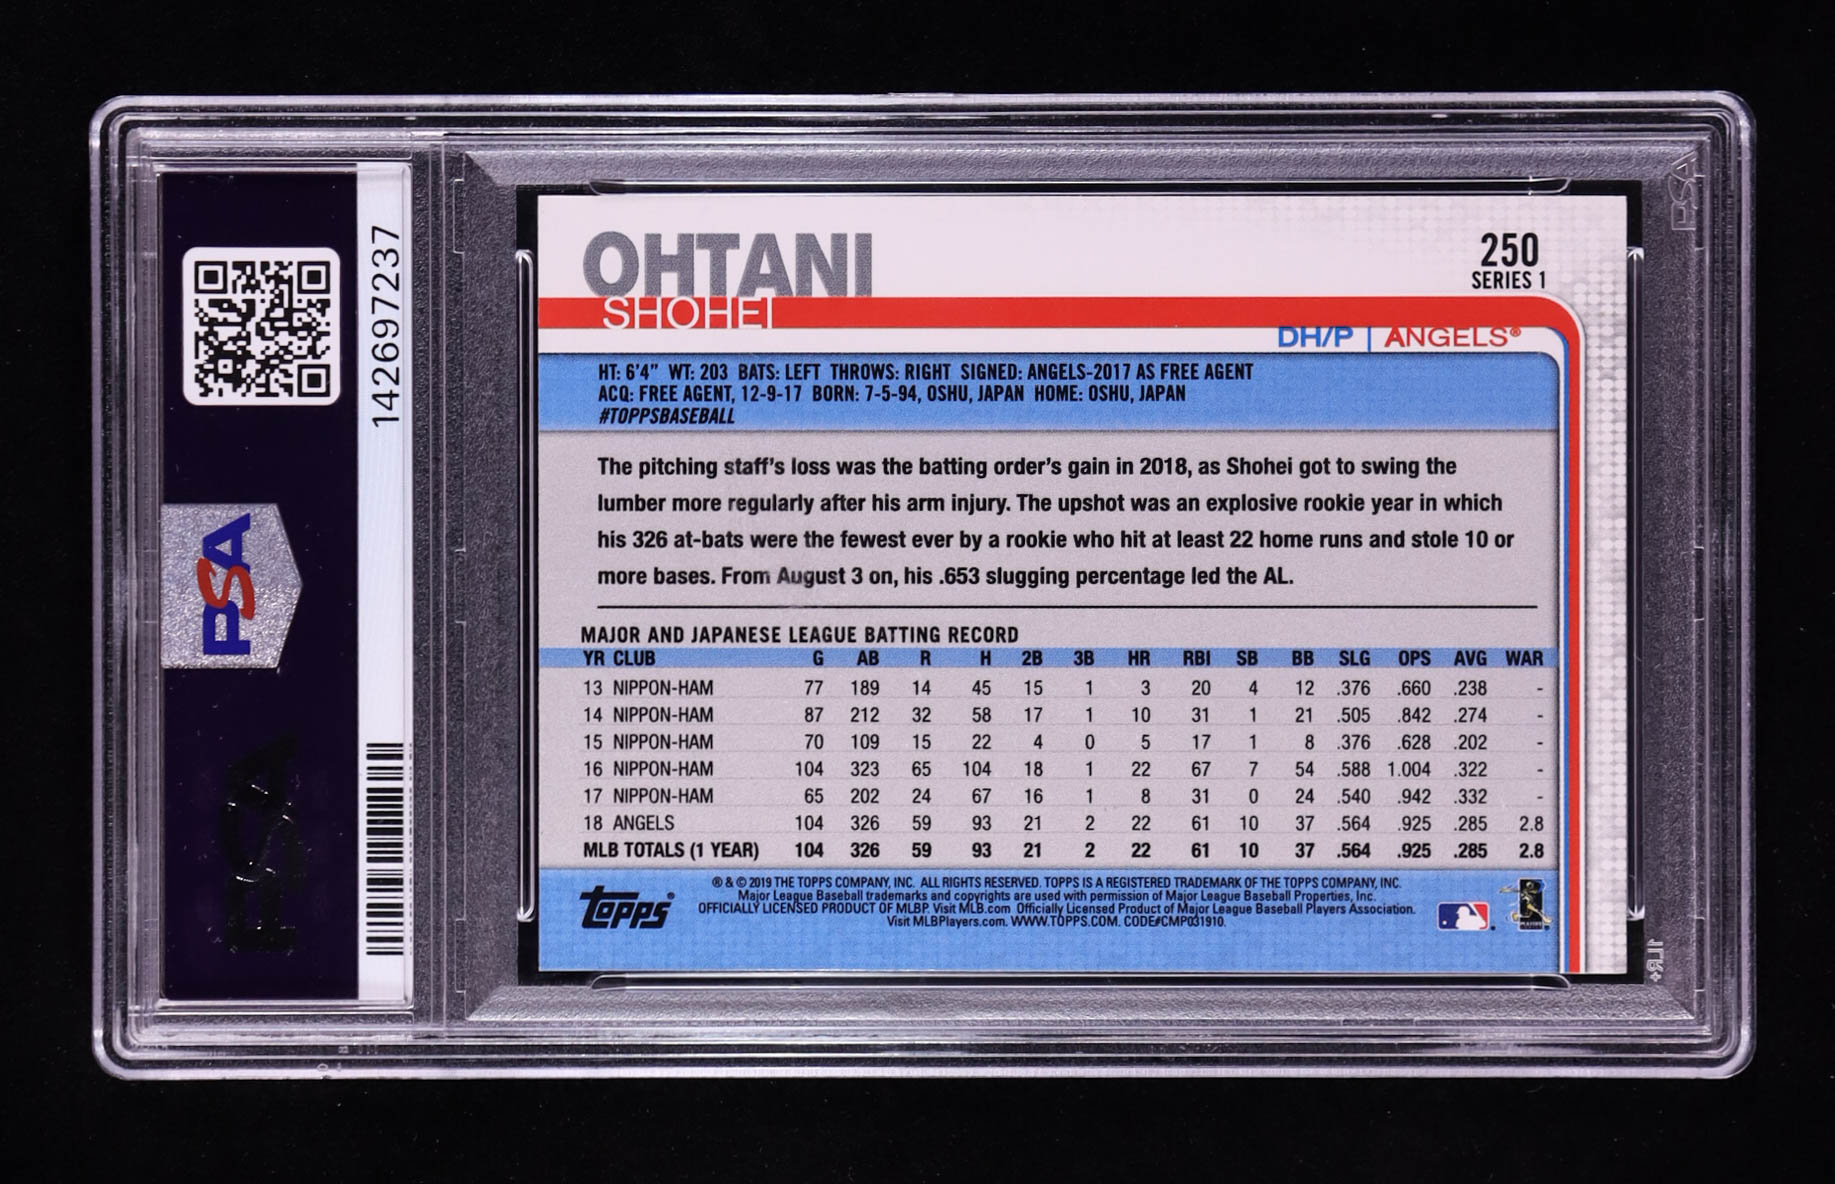 142697237
PSA
PSA
PSA
OHTANI
SHOHEI
250
SERIES 1
DH/P | ANGELS®
HT: 6'4" WT: 203 BATS: LEFT THROWS: RIGHT SIGNED: ANGELS-2017 AS FREE AGENT
ACQ: FREE AGENT, 12-9-17 BORN: 7-5-94, OSHU, JAPAN HOME: OSHU, JAPAN
#TOPPSBASEBALL
The pitching staff's loss was the batting order's gain in 2018, as Shohei got to swing the
lumber more regularly after his arm injury. The upshot was an explosive rookie year in which
his 326 at-bats were the fewest ever by a rookie who hit at least 22 home runs and stole 10 or
more bases. From August 3 on, his .653 slugging percentage led the AL.
MAJOR AND JAPANESE LEAGUE BATTING RECORD
YR CLUB G AB R H 2B 3B HR RBI SB BB SLG OPS AVG WAR
13 NIPPON-HAM 77 189 14 45 15 1 3 20 4 12 .376 .660 .238 -
14 NIPPON-HAM 87 212 32 58 17 1 10 31 1 21 .505 .842 .274 -
15 NIPPON-HAM 70 109 15 22 4 0 5 17 1 8 .376 .628 .202 -
16 NIPPON-HAM 104 323 65 104 18 1 22 67 7 54 .588 1.004 .322 -
17 NIPPON-HAM 65 202 24 67 16 1 8 31 0 24 .540 .942 .332 -
18 ANGELS 104 326 59 93 21 2 22 61 10 37 .564 .925 .285 2.8
MLB TOTALS (1 YEAR) 104 326 59 93 21 2 22 61 10 37 .564 .925 .285 2.8
topps®
® & © 2019 THE TOPPS COMPANY, INC. ALL RIGHTS RESERVED. TOPPS IS A REGISTERED TRADEMARK OF THE TOPPS COMPANY, INC.
Major League Baseball trademarks and copyrights are used with permission of Major League Baseball Properties, Inc.
OFFICIALLY LICENSED PRODUCT OF MLBP. Visit MLB.com Officially Licensed Product of Major League Baseball Players Association.
Visit MLBPlayers.com. WWW.TOPPS.COM. CODE#CMP031910.
PLAYERS
1LR+